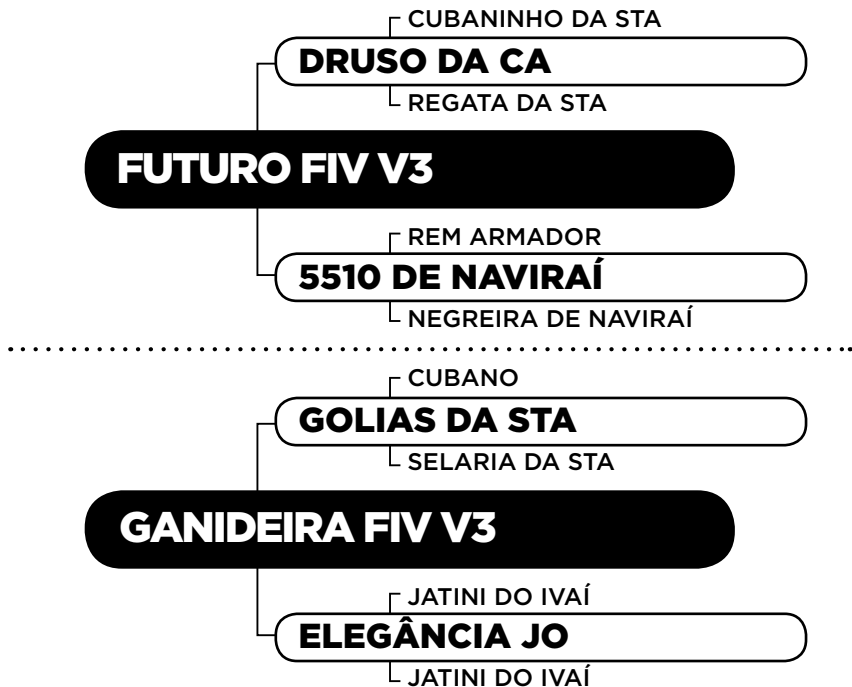 CUBANINHO DA STA
DRUSO DA CA
REGATA DA STA
FUTURO FIV V3
REM ARMADOR
5510 DE NAVIRAÍ
NEGREIRA DE NAVIRAÍ
CUBANO
GOLIAS DA STA
SELARIA DA STA
GANIDEIRA FIV V3
JATINI DO IVAÍ
ELEGÂNCIA JO
JATINI DO IVAÍ